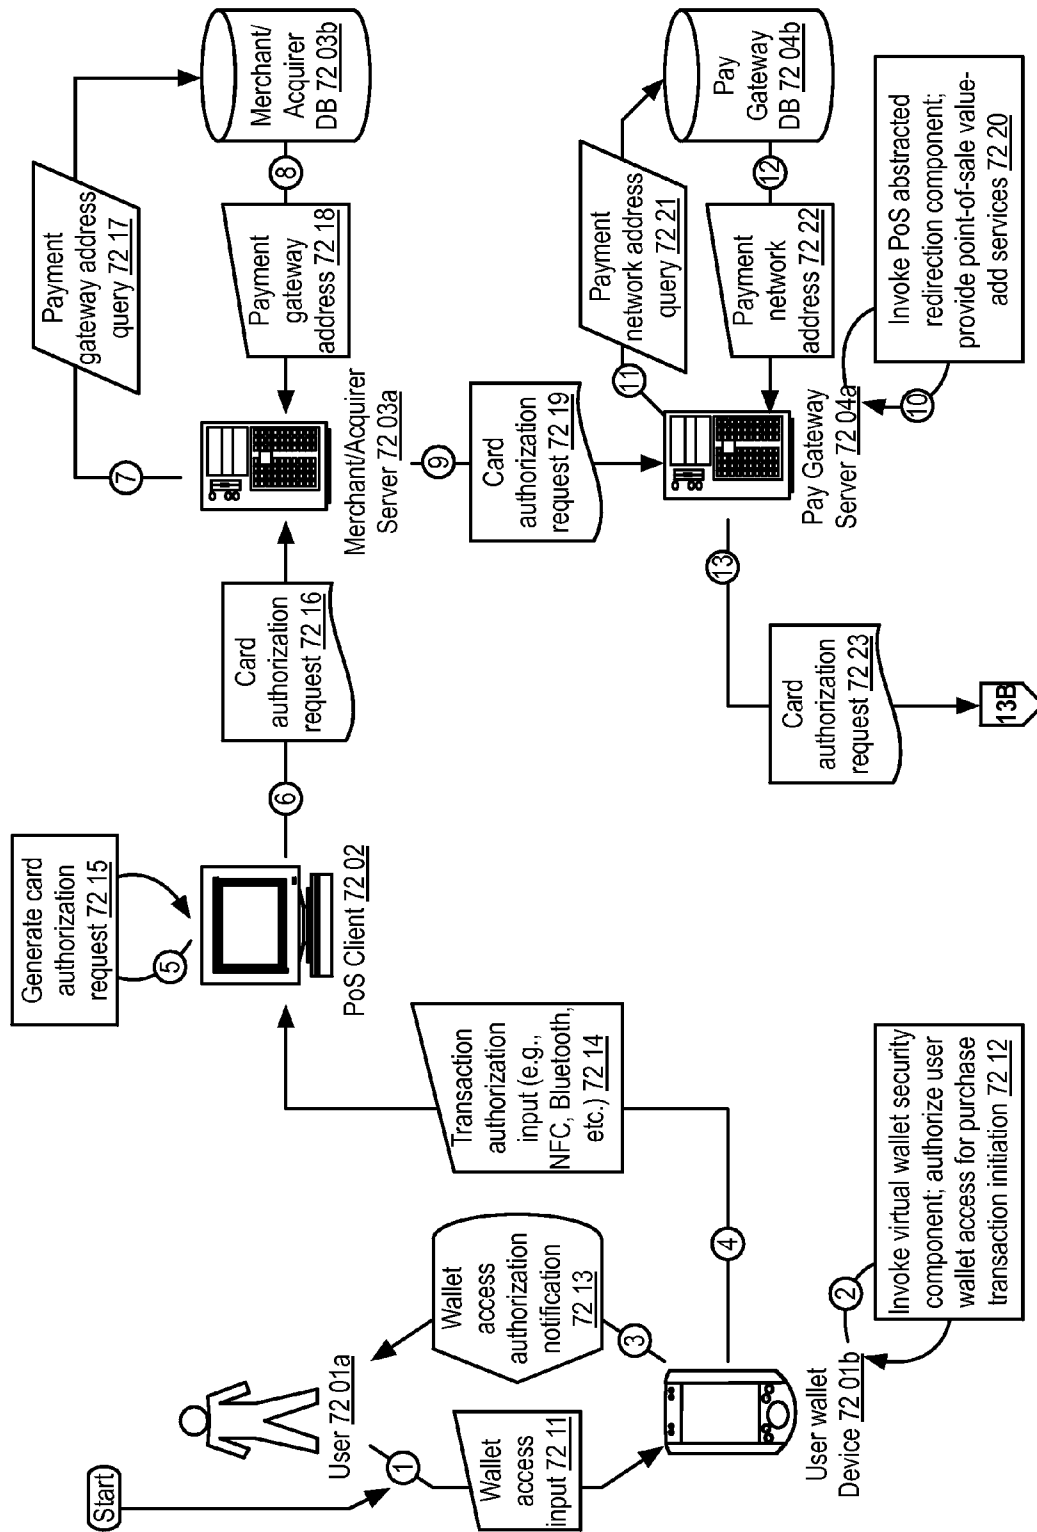 Start
1
User 72 01a
Wallet
access
input 72 11
Wallet
access
authorization
notification
72 13
3
User wallet
Device 72 01b
2
Invoke virtual wallet security
component; authorize user
wallet access for purchase
transaction initiation 72 12
4
Transaction
authorization
input (e.g.,
NFC, Bluetooth,
etc.) 72 14
Generate card
authorization
request 72 15
5
PoS Client 72 02
6
Card
authorization
request 72 16
Merchant/Acquirer
Server 72 03a
7
Payment
gateway address
query 72 17
Merchant/
Acquirer
DB 72 03b
8
Payment
gateway
address 72 18
9
Card
authorization
request 72 19
Pay Gateway
Server 72 04a
10
Invoke PoS abstracted
redirection component;
provide point-of-sale value-
add services 72 20
11
Payment
network address
query 72 21
Pay
Gateway
DB 72 04b
12
Payment
network
address 72 22
13
Card
authorization
request 72 23
13B